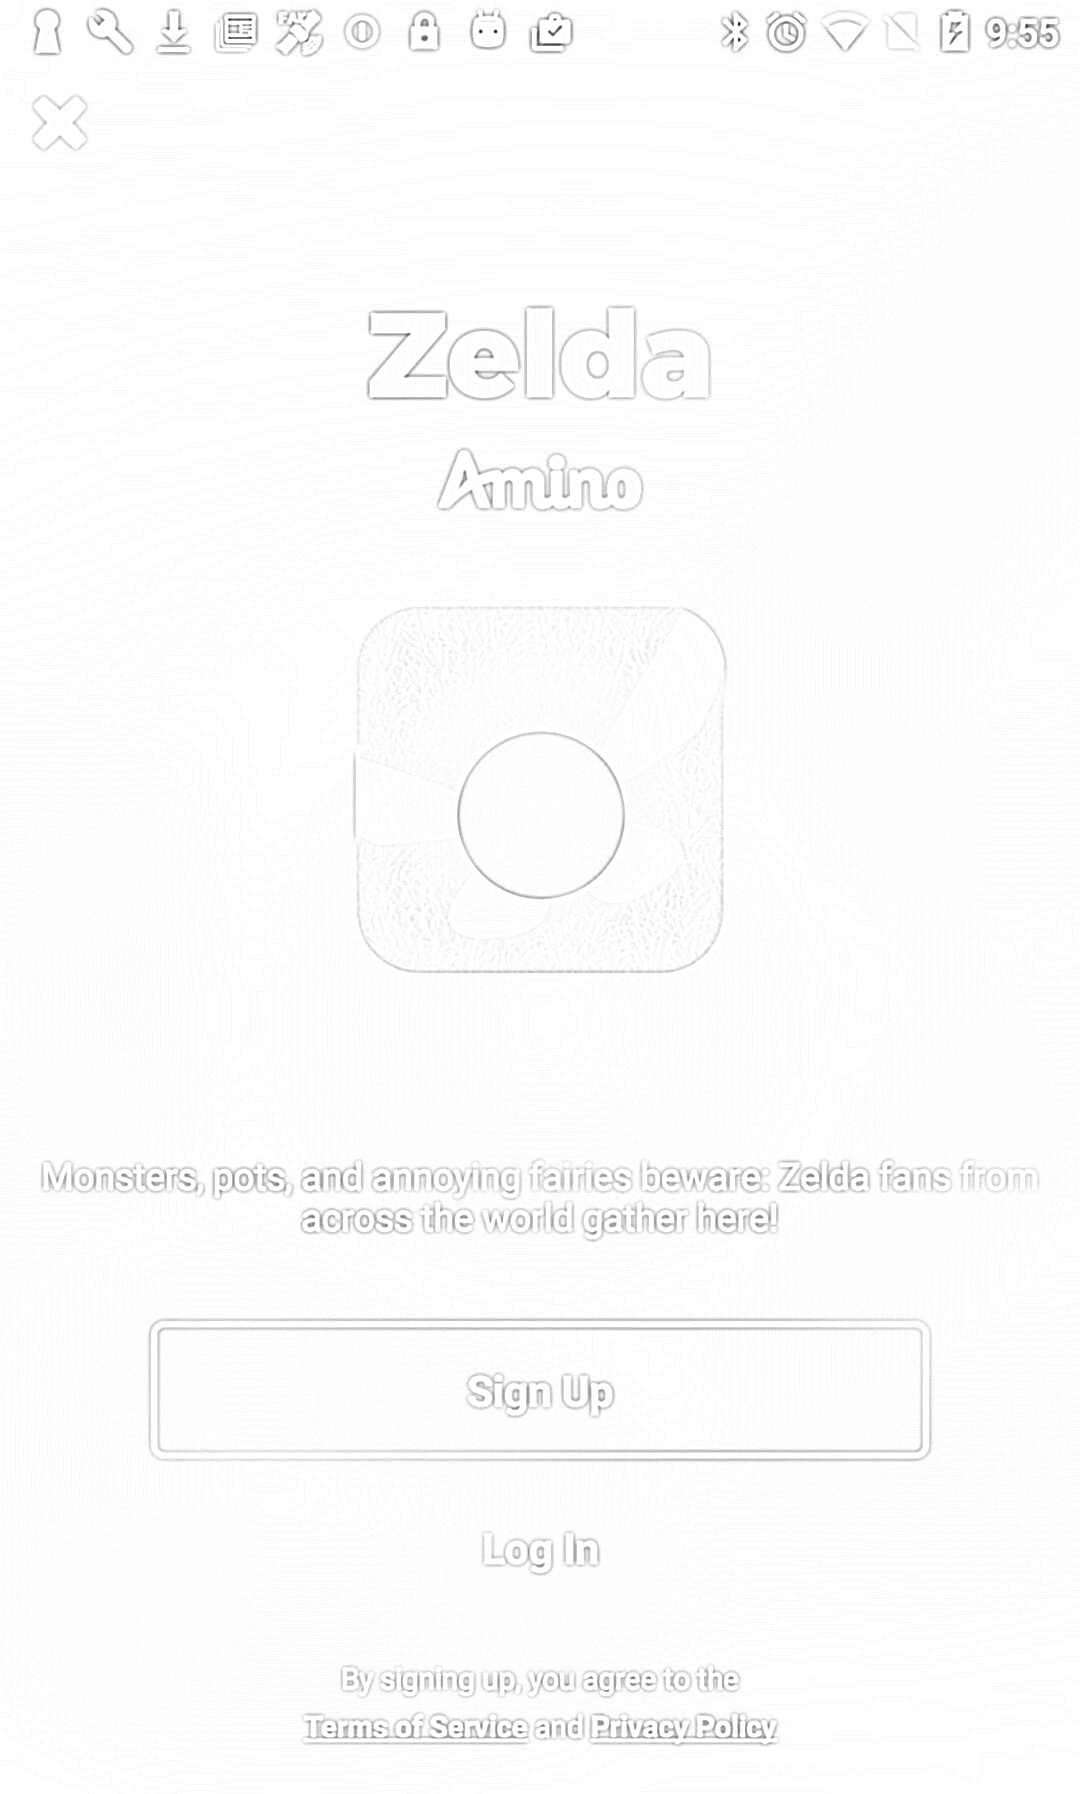 9:55
Zelda
Amino
Monsters, pots, and annoying fairies beware: Zelda fans from
across the world gather here!
Sign Up
Log In
By signing up, you agree to the
Terms of Service and Privacy Policy